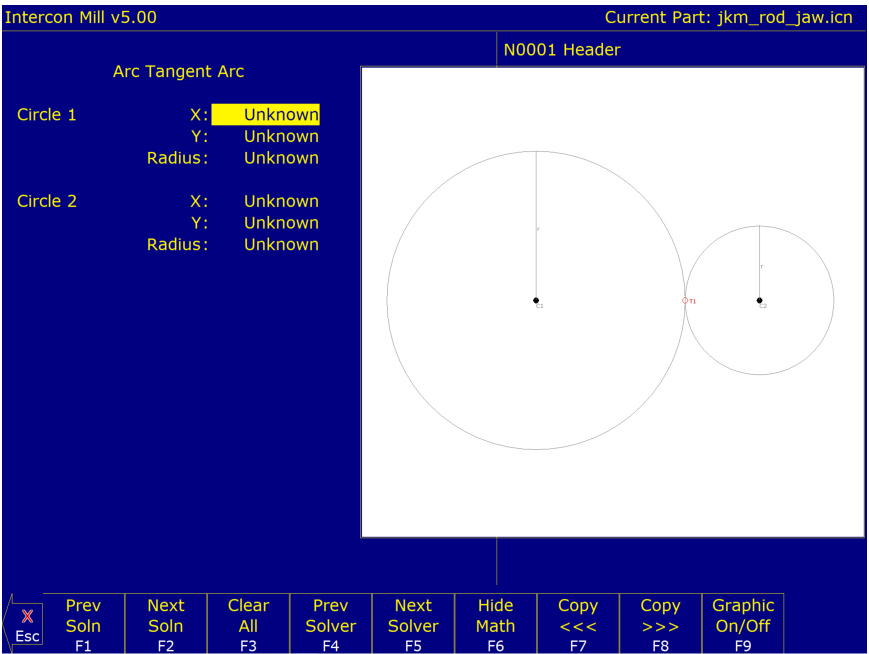 Intercon Mill v5.00
Current Part: jkm_rod_jaw.icn
N0001 Header
Arc Tangent Arc
Circle 1 X: Unknown
Y: Unknown
Radius: Unknown
Circle 2 X: Unknown
Y: Unknown
Radius: Unknown
r
r
C1
T1
C2
X
Esc
Prev Soln F1
Next Soln F2
Clear All F3
Prev Solver F4
Next Solver F5
Hide Math F6
Copy <<< F7
Copy >>> F8
Graphic On/Off F9